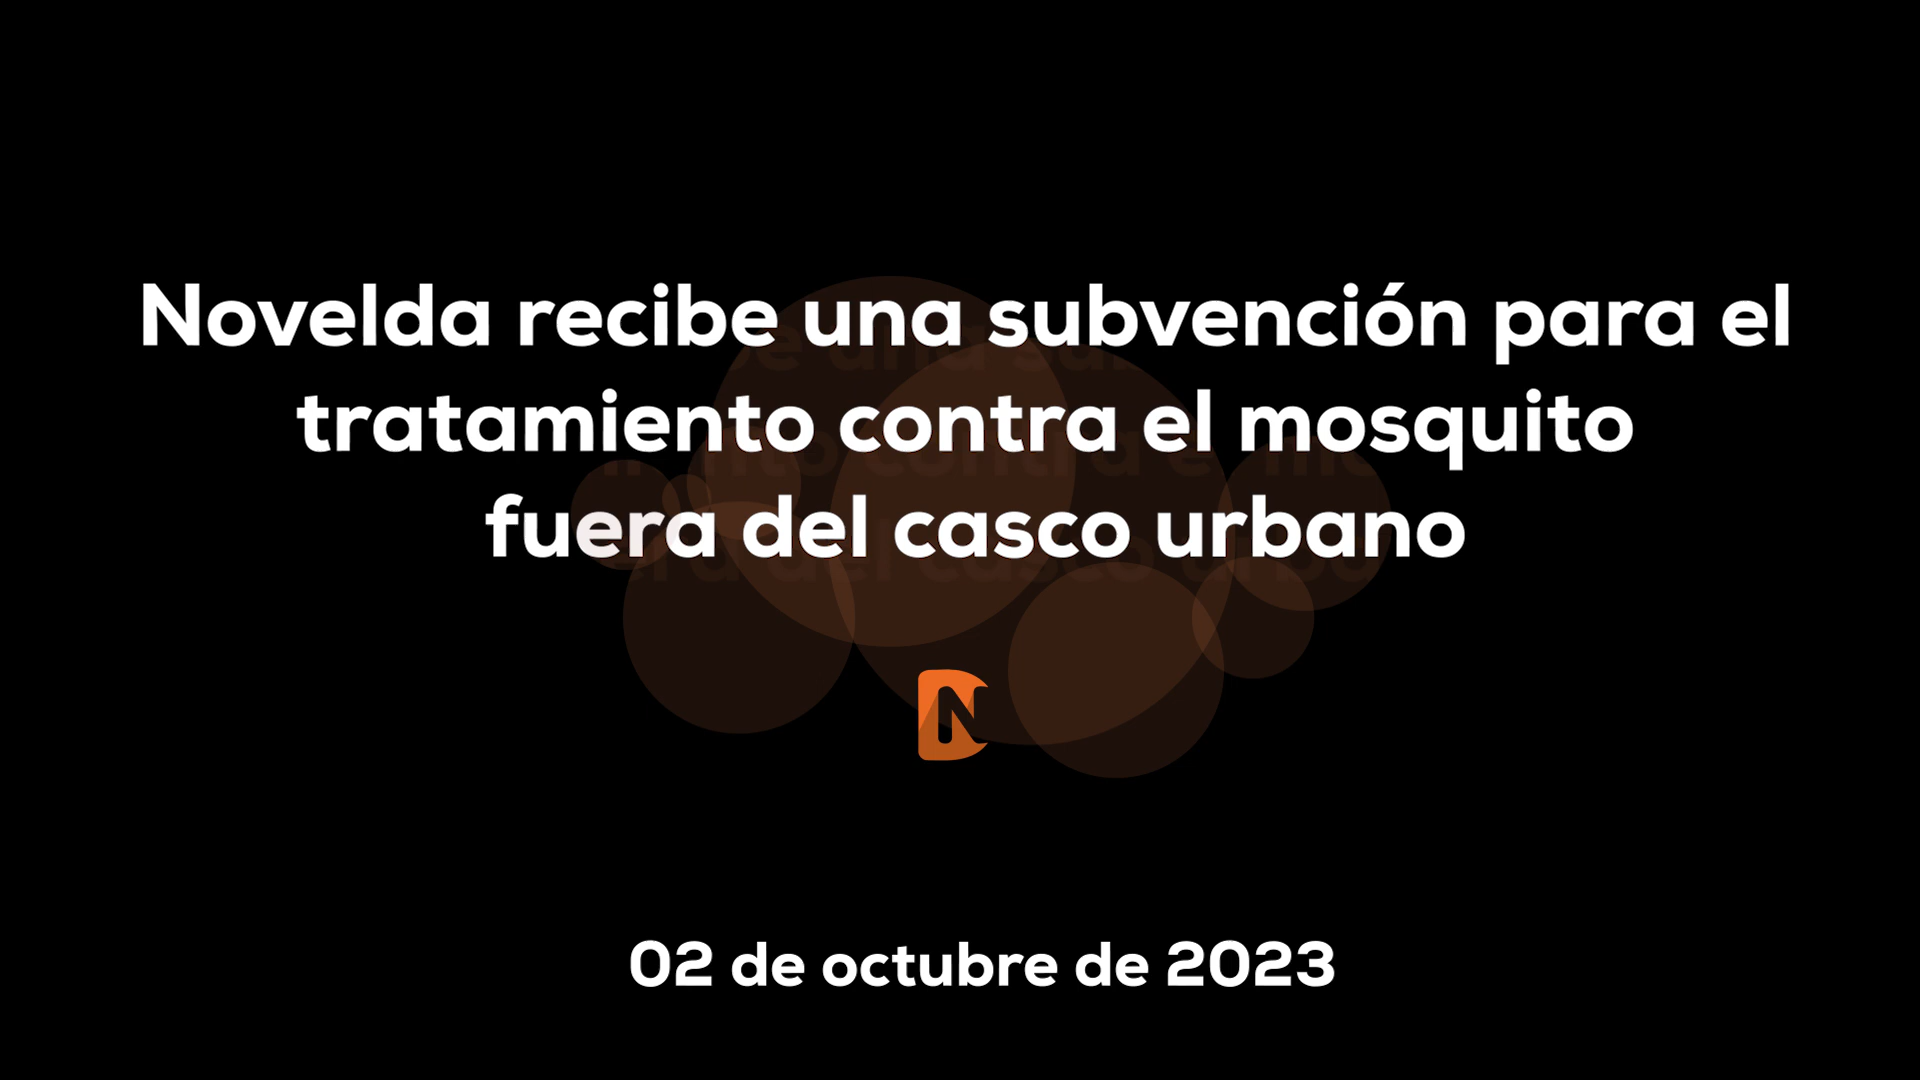 Novelda recibe una subvención para el
tratamiento contra el mosquito
fuera del casco urbano
DN
02 de octubre de 2023